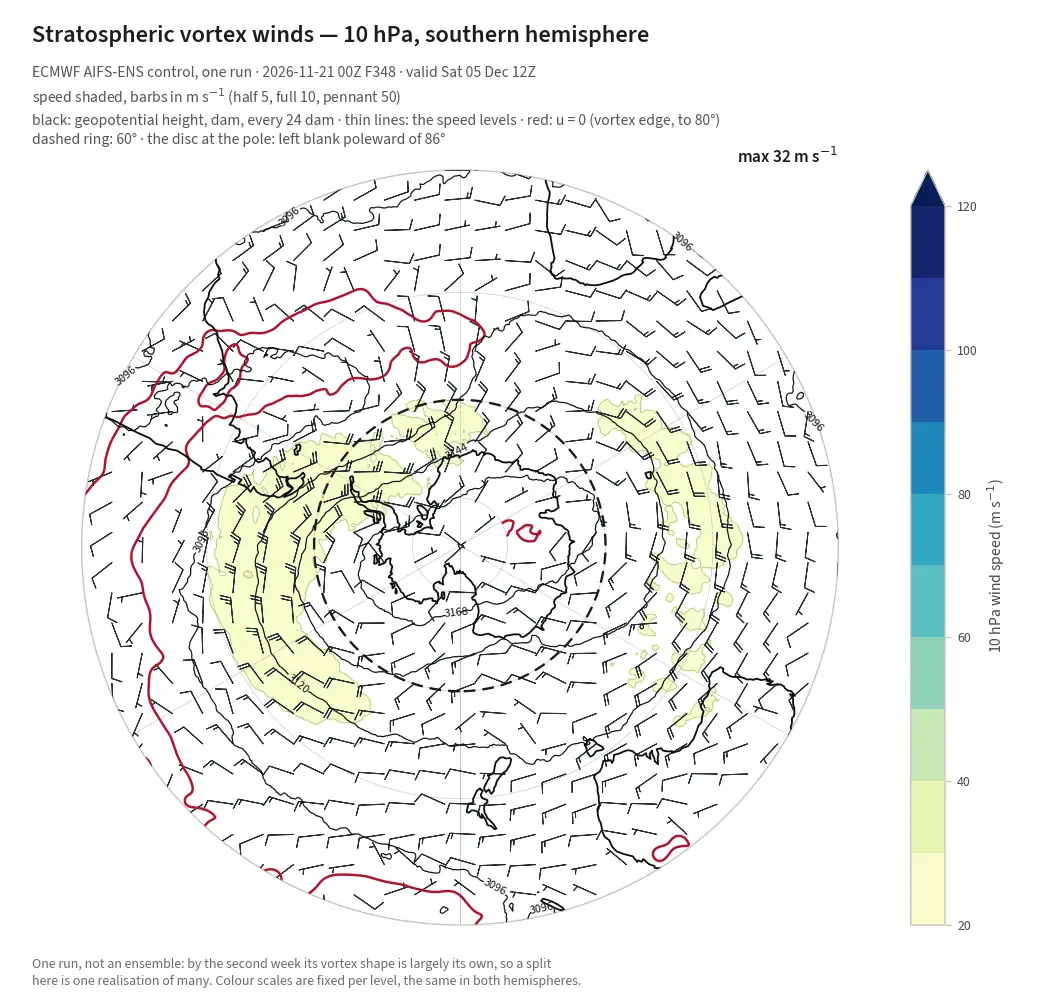 Stratospheric vortex winds — 10 hPa, southern hemisphere
ECMWF AIFS-ENS control, one run · 2026-11-21 00Z F348 · valid Sat 05 Dec 12Z
speed shaded, barbs in m s⁻¹ (half 5, full 10, pennant 50)
black: geopotential height, dam, every 24 dam · thin lines: the speed levels · red: u = 0 (vortex edge, to 80°)
dashed ring: 60° · the disc at the pole: left blank poleward of 86°
max 32 m s⁻¹
3096
3096
3096
3096
3144
3096
3168
3120
3096
3096
120
100
80
60
40
20
10 hPa wind speed (m s⁻¹)
One run, not an ensemble: by the second week its vortex shape is largely its own, so a split
here is one realisation of many. Colour scales are fixed per level, the same in both hemispheres.